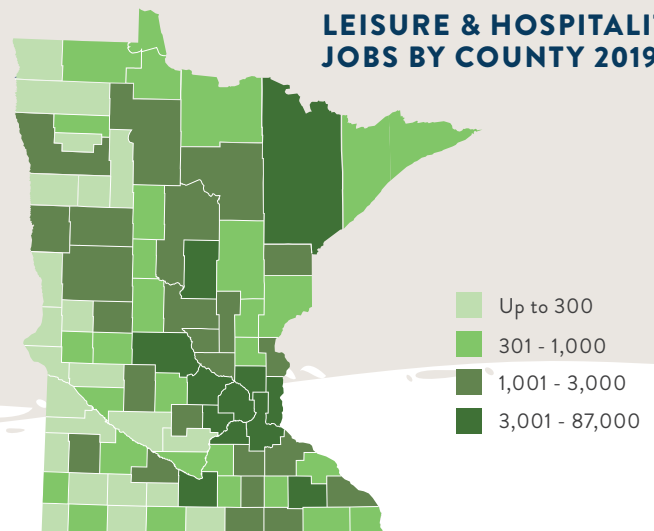 LEISURE & HOSPITALI
JOBS BY COUNTY 2019
Up to 300
301 - 1,000
1,001 - 3,000
3,001 - 87,000